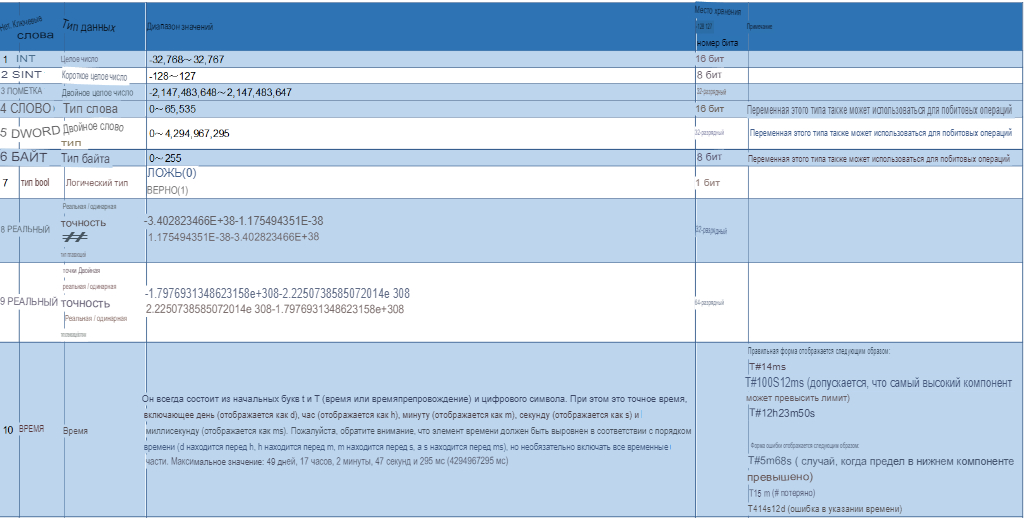 Нет. Ключевый
слова
Тип данных
Диапазон значений
Место хранения
номер бита
Примечание
1 INT Целое число -32,768~32,767 16 бит
2 SINT Короткое целое число -128~127 8 бит
3 ПОМЕТКА Двойное целое число -2,147,483,648~2,147,483,647 32-разрядный
4 СЛОВО Тип слова 0~65,535 16 бит Переменная этого типа также может использоваться для побитовых операций
5 DWORD Двойное слово
тип
0~4,294,967,295 32-разрядный Переменная этого типа также может использоваться для побитовых операций
6 БАЙТ Тип байта 0~255 8 бит Переменная этого типа также может использоваться для побитовых операций
7 тип bool Логический тип
ЛОЖЬ(0)
ВЕРНО(1)
1 бит
8 РЕАЛЬНЫЙ
Реальная / одинарная
точность
-3.402823466E+38-1.175494351E-38
1.175494351E-38-3.402823466E+38
32-разрядный
9 РЕАЛЬНЫЙ
точки Двойная
реальная / одинарная
точность
Реальная / одинарная
-1.7976931348623158e+308-2.2250738585072014e 308
2.2250738585072014e 308-1.7976931348623158e+308
64-разрядный
10 ВРЕМЯ Время
Он всегда состоит из начальных букв t и T (время или времяпрепровождение) и цифрового символа. При этом это точное время,
включающее день (отображается как d), час (отображается как h), минуту (отображается как m), секунду (отображается как s) и
миллисекунду (отображается как ms). Пожалуйста, обратите внимание, что элемент времени должен быть выровнен в соответствии с порядком
времени (d находится перед h, h находится перед m, m находится s, а s находится перед ms), но необязательно включать все временные
части. Максимальное значение: 49 дней, 17 часов, 2 минуты, 47 секунд и 295 мс (4294967295 мс)
Правильная форма отображается следующим образом:
T#14ms
T#100S12ms (допускается, что самый высокий компонент
может превысить лимит)
T#12h23m50s
Форма ошибки отображается следующим образом:
T#5m68s ( случай, когда предел в нижнем компоненте
превышено)
T15 m (# потеряно)
T414s12d (ошибка в указании времени)